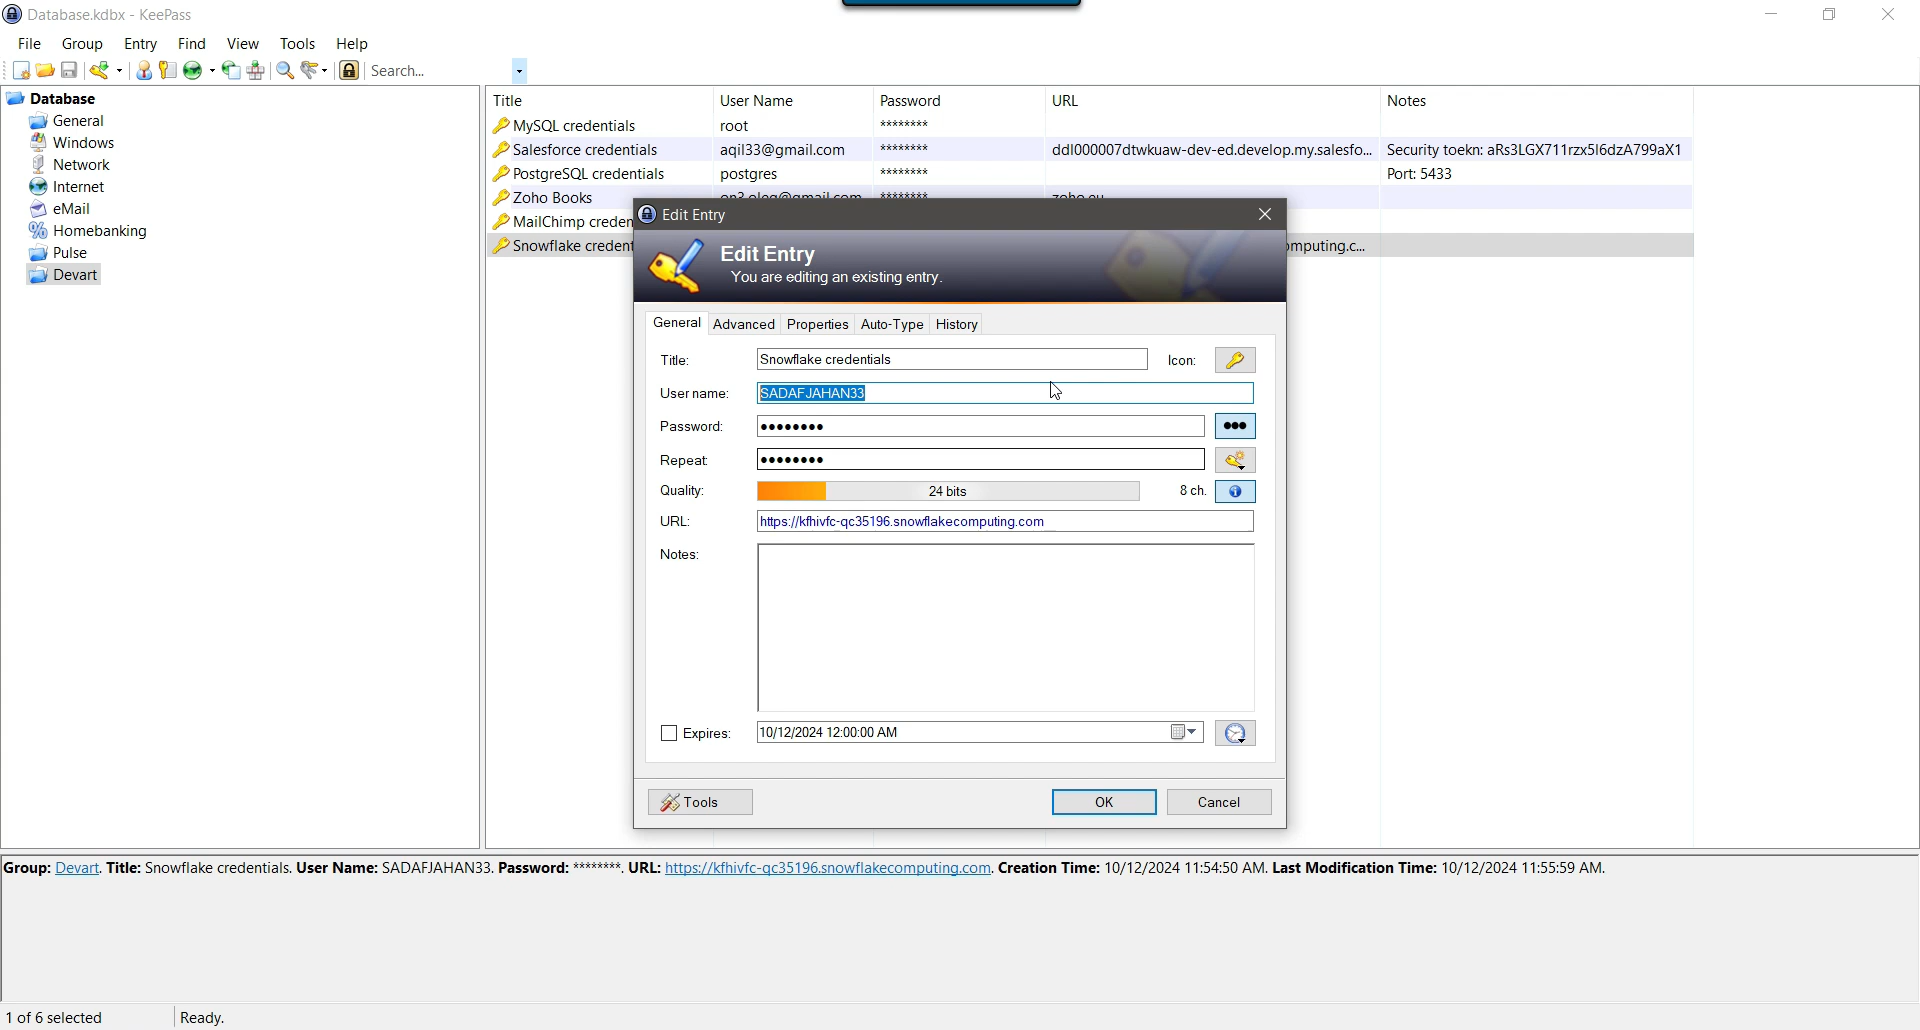 Database.kdbx - KeePass
File Group Entry Find View Tools Help
Search...
Database
General
Windows
Network
Internet
eMail
Homebanking
Pulse
Devart
Title User Name Password URL Notes
MySQL credentials root ********
Salesforce credentials aqil33@gmail.com ******** ddl000007dtwkuaw-dev-ed.develop.my.salesfo... Security toekn: aRs3LGX711rzx5I6dzA799aX1
PostgreSQL credentials postgres ******** Port: 5433
Zoho Books ********
MailChimp creden
Snowflake credent omputing.c...
Edit Entry
Edit Entry
You are editing an existing entry.
General Advanced Properties Auto-Type History
Title: Snowflake credentials Icon:
User name: SADAFJAHAN33
Password: ●●●●●●●●
Repeat: ●●●●●●●●
Quality: 24 bits 8 ch.
URL: https://kfhivfc-qc35196.snowflakecomputing.com
Notes:
Expires: 10/12/2024 12:00:00 AM
Tools OK Cancel
Group: Devart. Title: Snowflake credentials. User Name: SADAFJAHAN33. Password: ********. URL: https://kfhivfc-qc35196.snowflakecomputing.com. Creation Time: 10/12/2024 11:54:50 AM. Last Modification Time: 10/12/2024 11:55:59 AM.
1 of 6 selected Ready.